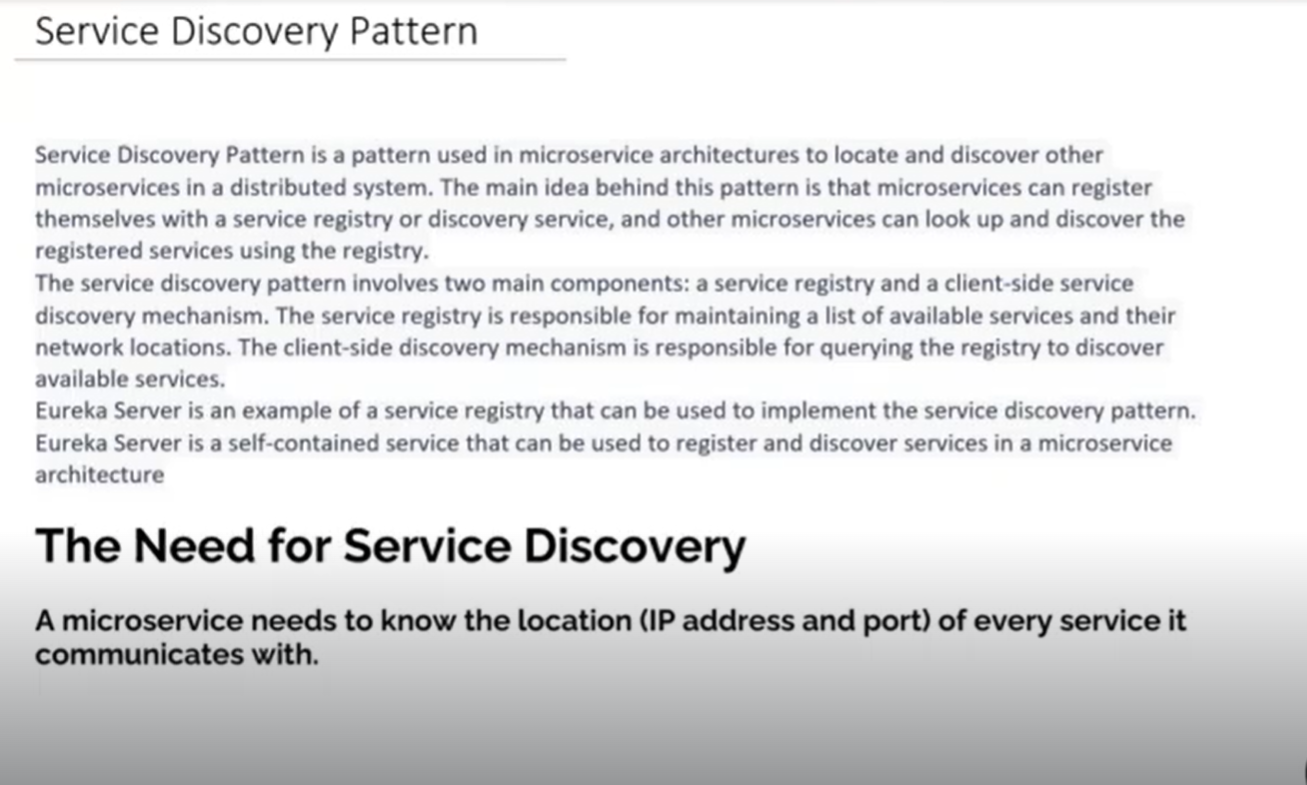 Service Discovery Pattern
Service Discovery Pattern is a pattern used in microservice architectures to locate and discover other
microservices in a distributed system. The main idea behind this pattern is that microservices can register
themselves with a service registry or discovery service, and other microservices can look up and discover the
registered services using the registry.
The service discovery pattern involves two main components: a service registry and a client-side service
discovery mechanism. The service registry is responsible for maintaining a list of available services and their
network locations. The client-side discovery mechanism is responsible for querying the registry to discover
available services.
Eureka Server is an example of a service registry that can be used to implement the service discovery pattern.
Eureka Server is a self-contained service that can be used to register and discover services in a microservice
architecture
The Need for Service Discovery
A microservice needs to know the location (IP address and port) of every service it
communicates with.